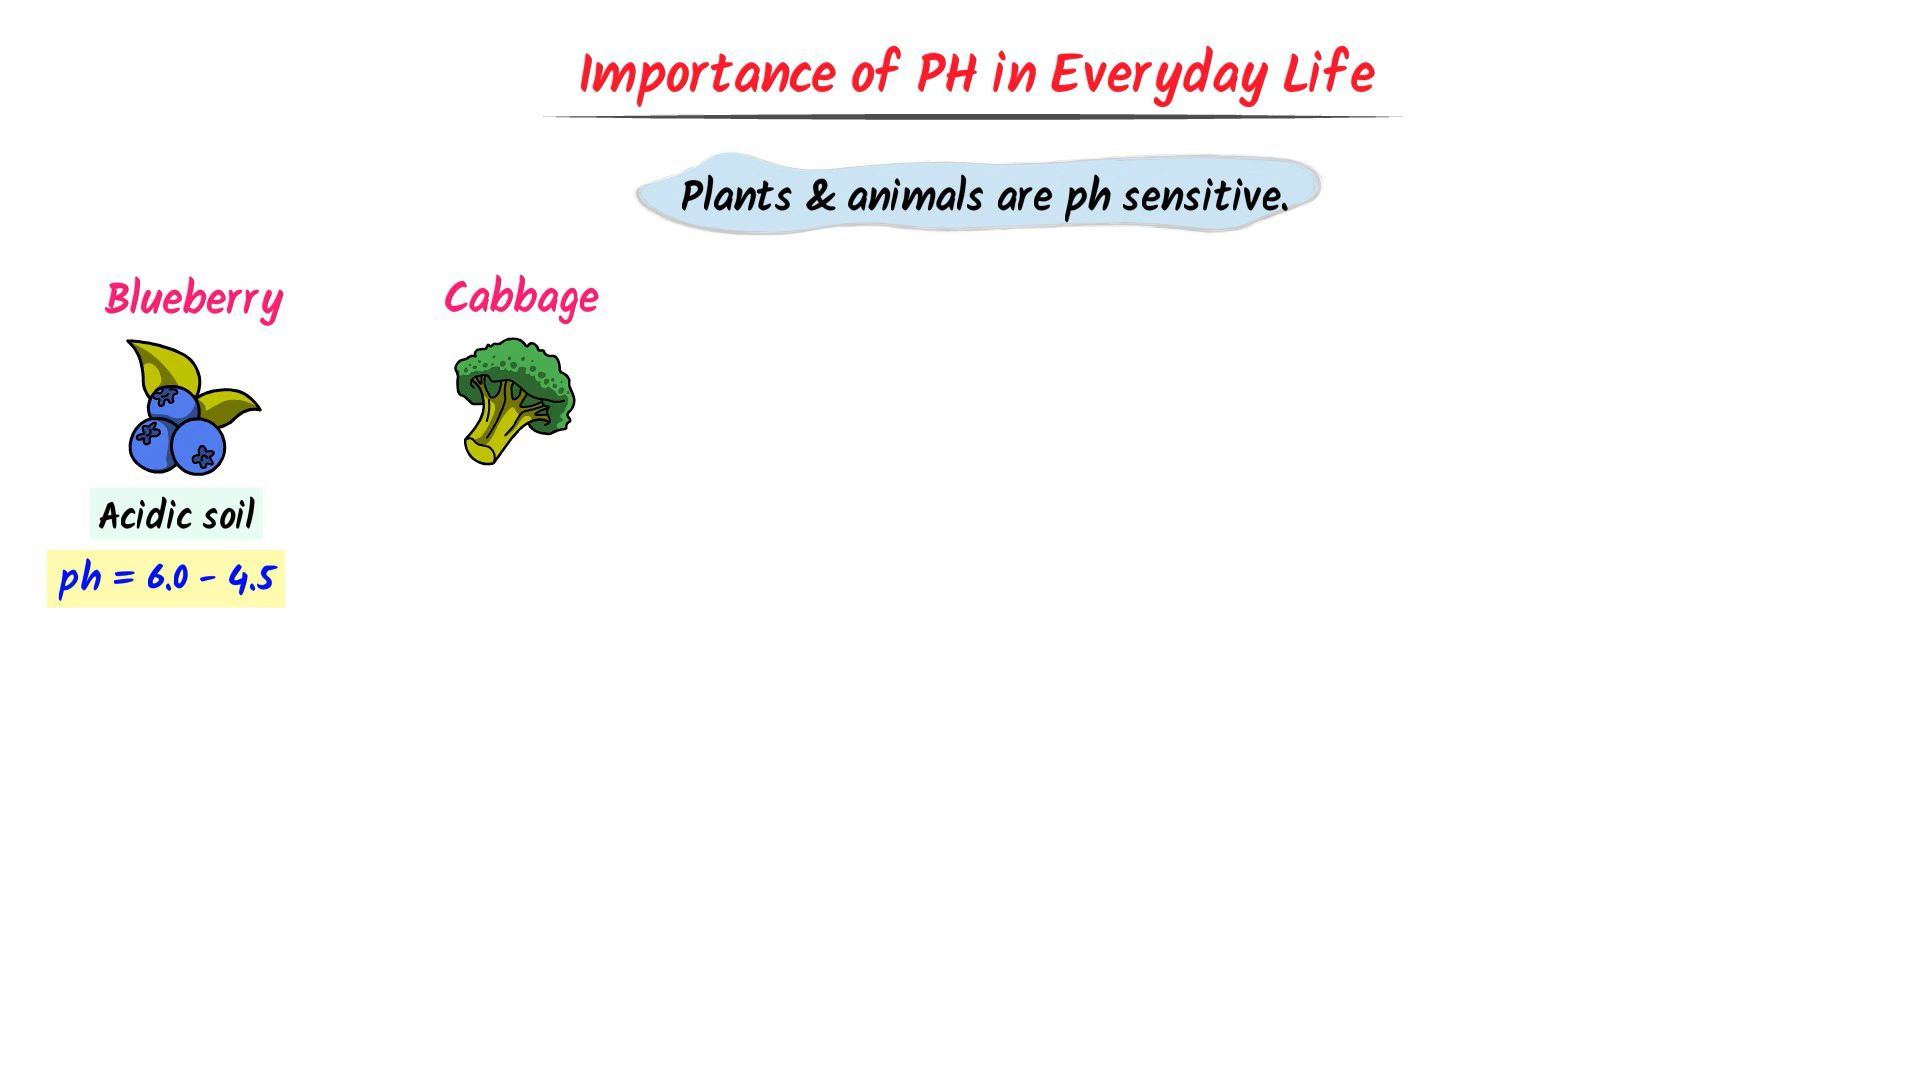 Importance of PH in Everyday Life
Plants & animals are ph sensitive.
Blueberry
Cabbage
Acidic soil
ph = 6.0 - 4.5